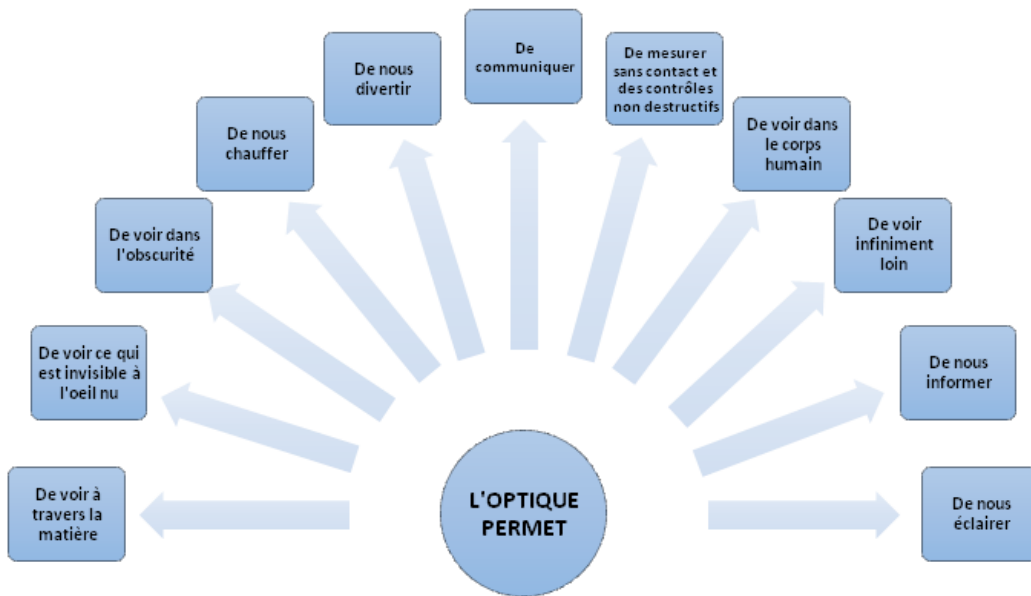 De voir à
travers la
matière
De voir ce qui
est invisible à
l'oeil nu
De voir dans
l'obscurité
De nous
chauffer
De nous
divertir
De
communiquer
De mesurer
sans contact et
des contrôles
non destructifs
De voir dans
le corps
humain
De voir
infiniment
loin
De nous
informer
De nous
éclairer
L'OPTIQUE
PERMET